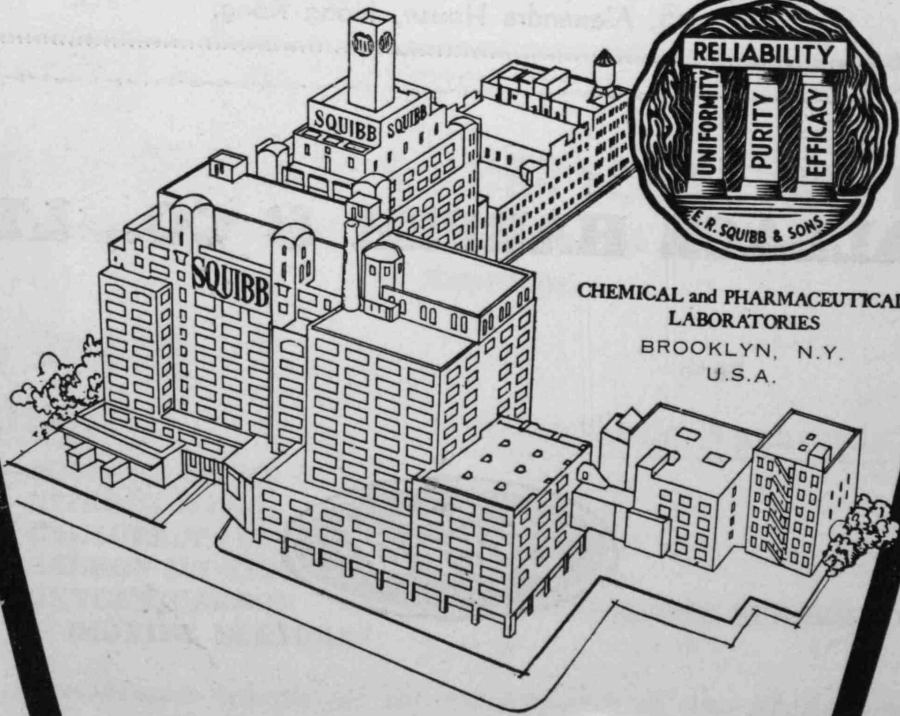 SQUIBB SQUIBB
SQUIBB
RELIABILITY
UNIFORMITY
PURITY
EFFICACY
E. R. SQUIBB & SONS
CHEMICAL and PHARMACEUTICAL
LABORATORIES
BROOKLYN, N.Y.
U.S.A.